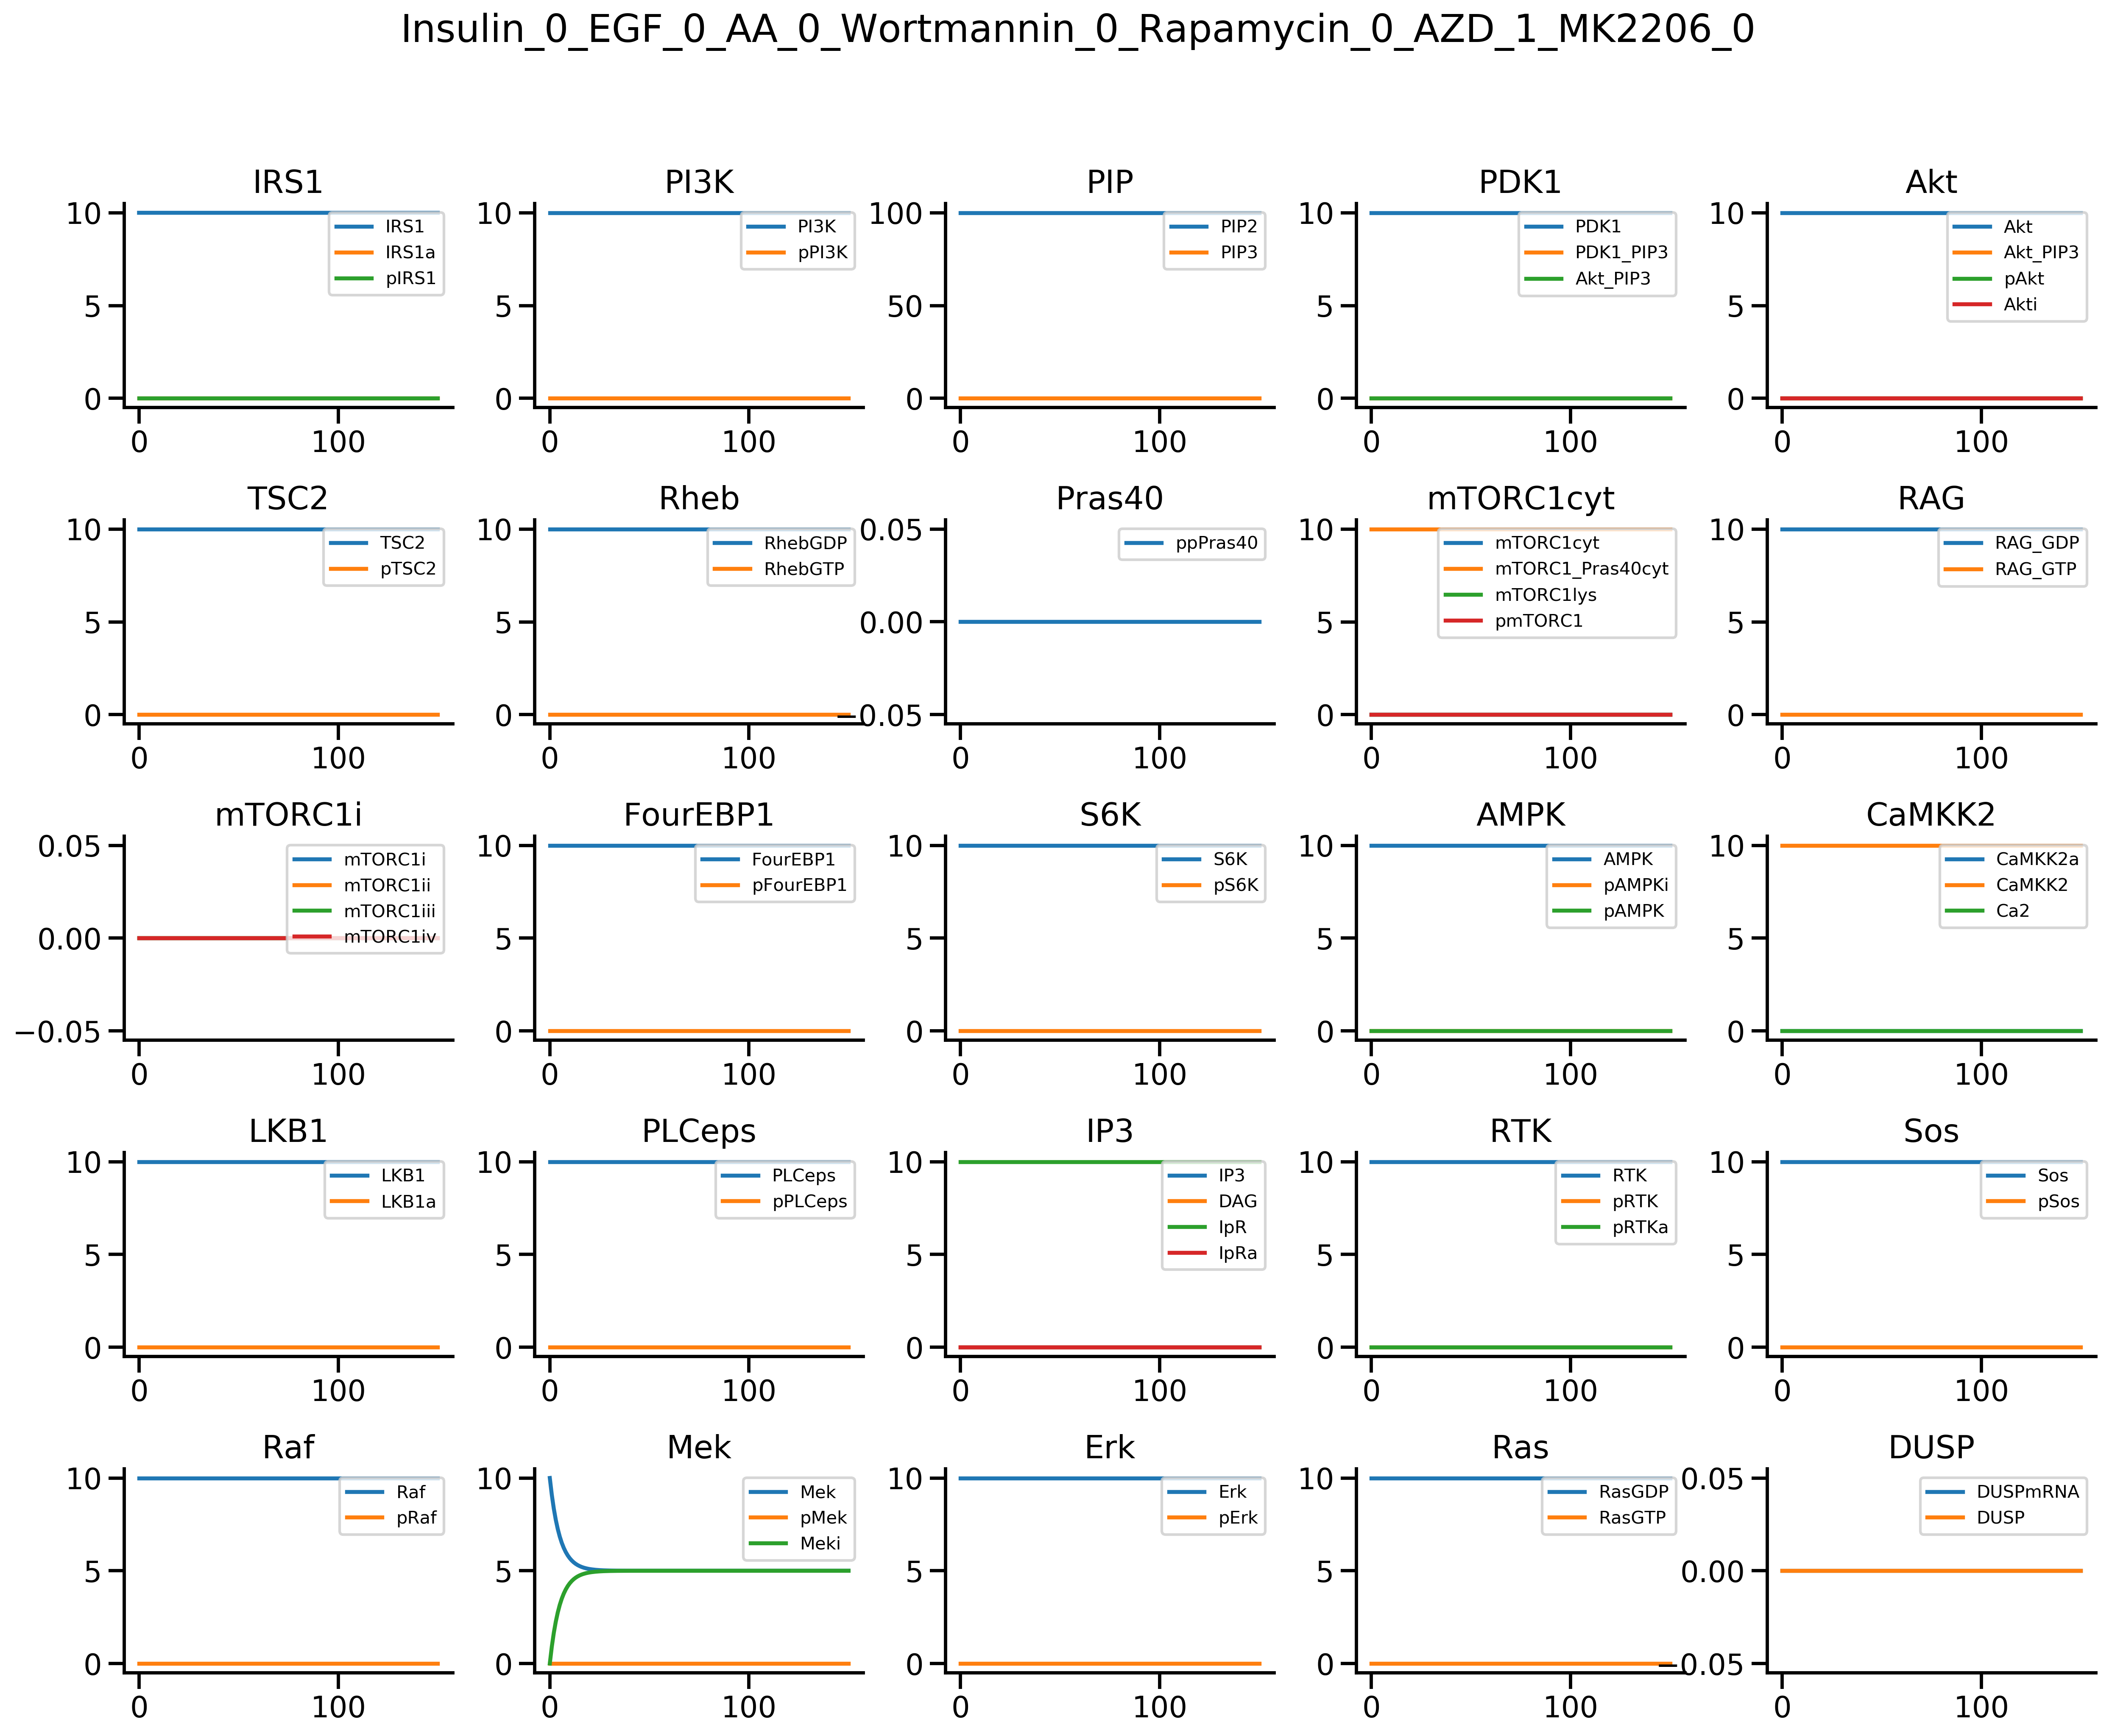 Insulin_0_EGF_0_AA_0_Wortmannin_0_Rapamycin_0_AZD_1_MK2206_0
IRS1
10
5
0
0
100
IRS1
IRS1a
pIRS1
PI3K
10
5
0
0
100
PI3K
pPI3K
PIP
100
50
0
0
100
PIP2
PIP3
PDK1
10
5
0
0
100
PDK1
PDK1_PIP3
Akt_PIP3
Akt
10
5
0
0
100
Akt
Akt_PIP3
pAkt
Akti
TSC2
10
5
0
0
100
TSC2
pTSC2
Rheb
10
5
0
0
100
RhebGDP
RhebGTP
Pras40
0.05
0.00
−0.05
0
100
ppPras40
mTORC1cyt
10
5
0
0
100
mTORC1cyt
mTORC1_Pras40cyt
mTORC1lys
pmTORC1
RAG
10
5
0
0
100
RAG_GDP
RAG_GTP
mTORC1i
0.05
0.00
−0.05
0
100
mTORC1i
mTORC1ii
mTORC1iii
mTORC1iv
FourEBP1
10
5
0
0
100
FourEBP1
pFourEBP1
S6K
10
5
0
0
100
S6K
pS6K
AMPK
10
5
0
0
100
AMPK
pAMPKi
pAMPK
CaMKK2
10
5
0
0
100
CaMKK2a
CaMKK2
Ca2
LKB1
10
5
0
0
100
LKB1
LKB1a
PLCeps
10
5
0
0
100
PLCeps
pPLCeps
IP3
10
5
0
0
100
IP3
DAG
IpR
IpRa
RTK
10
5
0
0
100
RTK
pRTK
pRTKa
Sos
10
5
0
0
100
Sos
pSos
Raf
10
5
0
0
100
Raf
pRaf
Mek
10
5
0
0
100
Mek
pMek
Meki
Erk
10
5
0
0
100
Erk
pErk
Ras
10
5
0
0
100
RasGDP
RasGTP
DUSP
0.05
0.00
−0.05
0
100
DUSPmRNA
DUSP